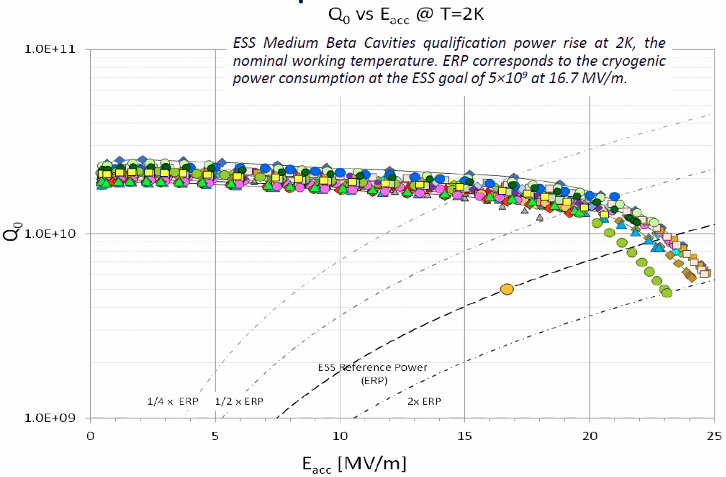 Q0 vs Eacc @ T=2K
ESS Medium Beta Cavities qualification power rise at 2K, the
nominal working temperature. ERP corresponds to the cryogenic
power consumption at the ESS goal of 5×10⁹ at 16.7 MV/m.
1.0E+11
1.0E+10
1.0E+09
Q0
ESS Reference Power
(ERP)
1/4 x ERP
1/2 x ERP
2x ERP
0 5 10 15 20 25
Eacc [MV/m]